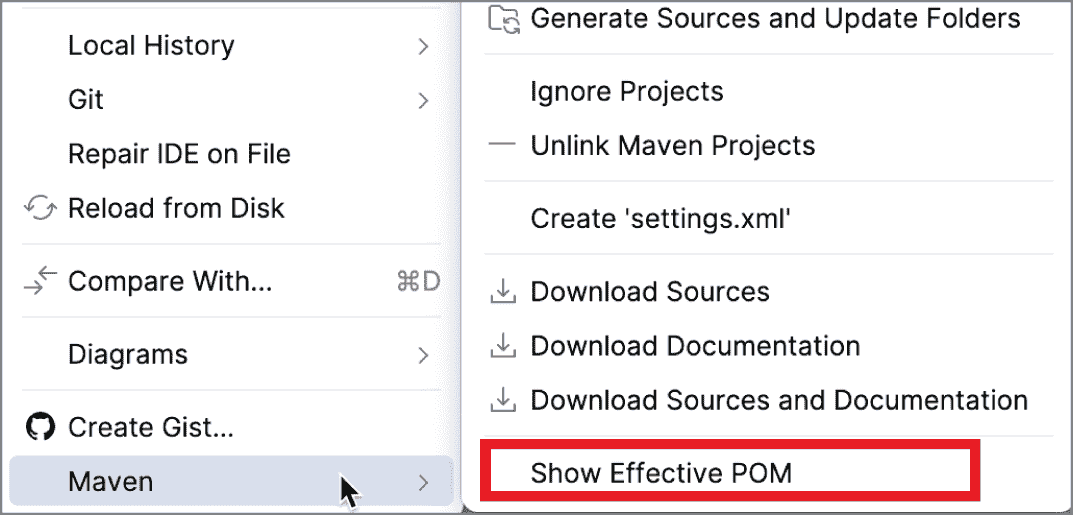 Local History
Git
Repair IDE on File
Reload from Disk
Compare With... ⌘D
Diagrams
Create Gist...
Maven
Generate Sources and Update Folders
Ignore Projects
Unlink Maven Projects
Create 'settings.xml'
Download Sources
Download Documentation
Download Sources and Documentation
Show Effective POM